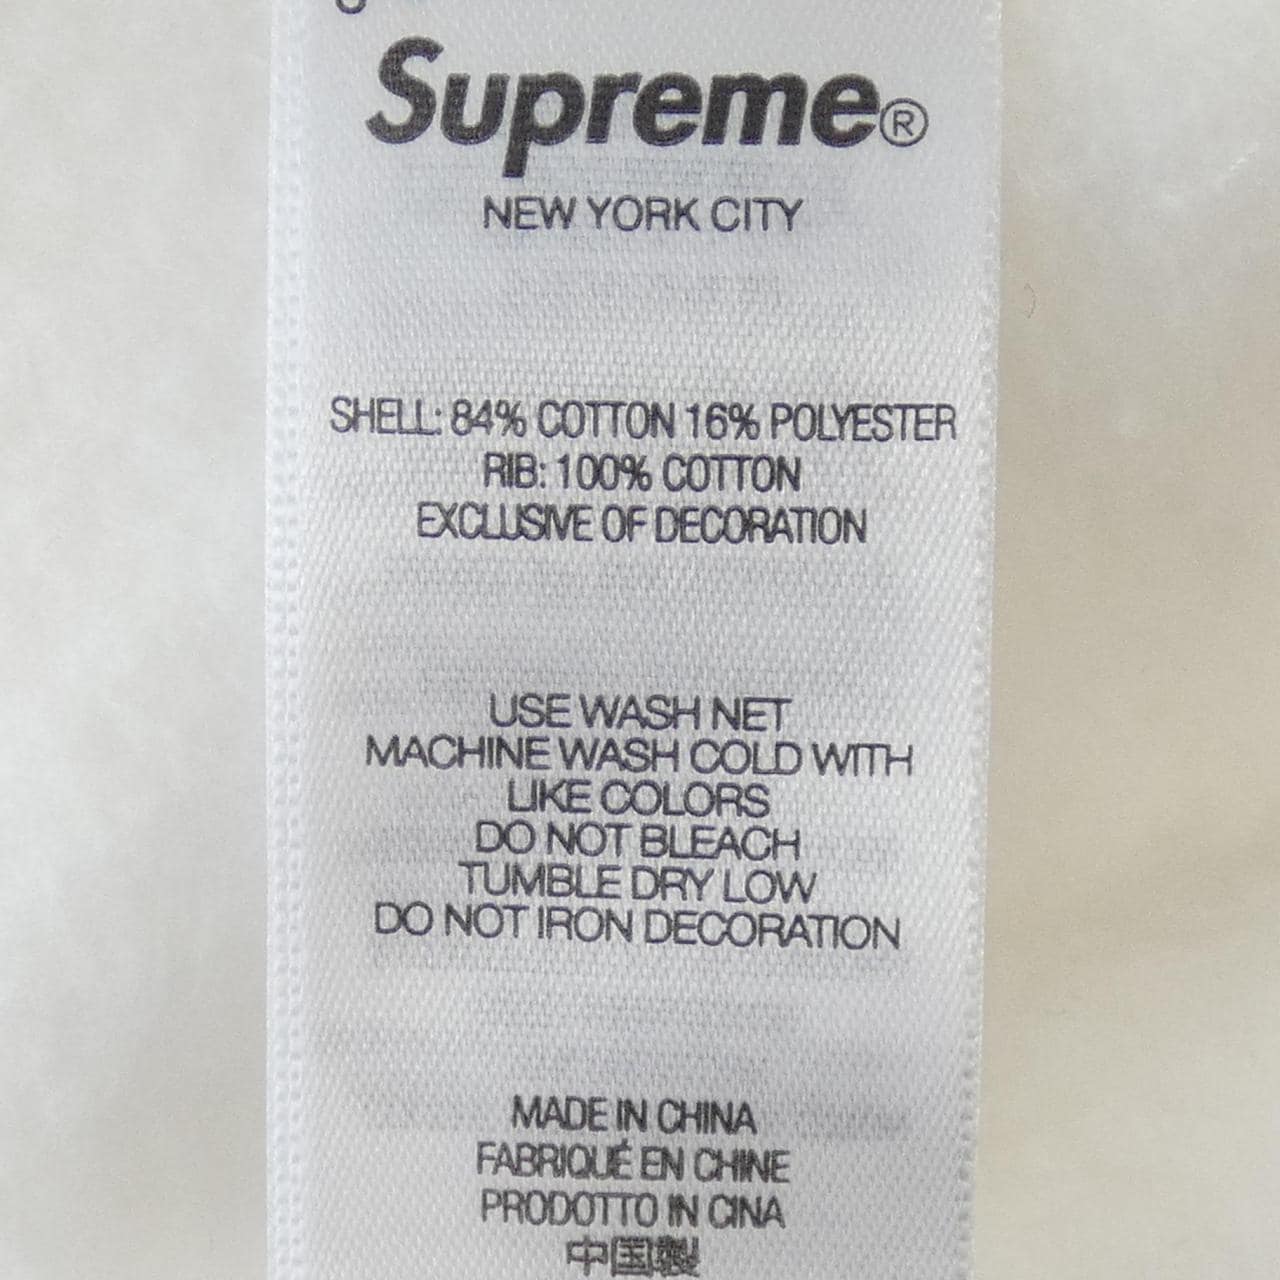 Supreme®
NEW YORK CITY
SHELL: 84% COTTON 16% POLYESTER
RIB: 100% COTTON
EXCLUSIVE OF DECORATION
USE WASH NET
MACHINE WASH COLD WITH
LIKE COLORS
DO NOT BLEACH
TUMBLE DRY LOW
DO NOT IRON DECORATION
MADE IN CHINA
FABRIQUÉ EN CHINE
PRODOTTO IN CINA
中国製